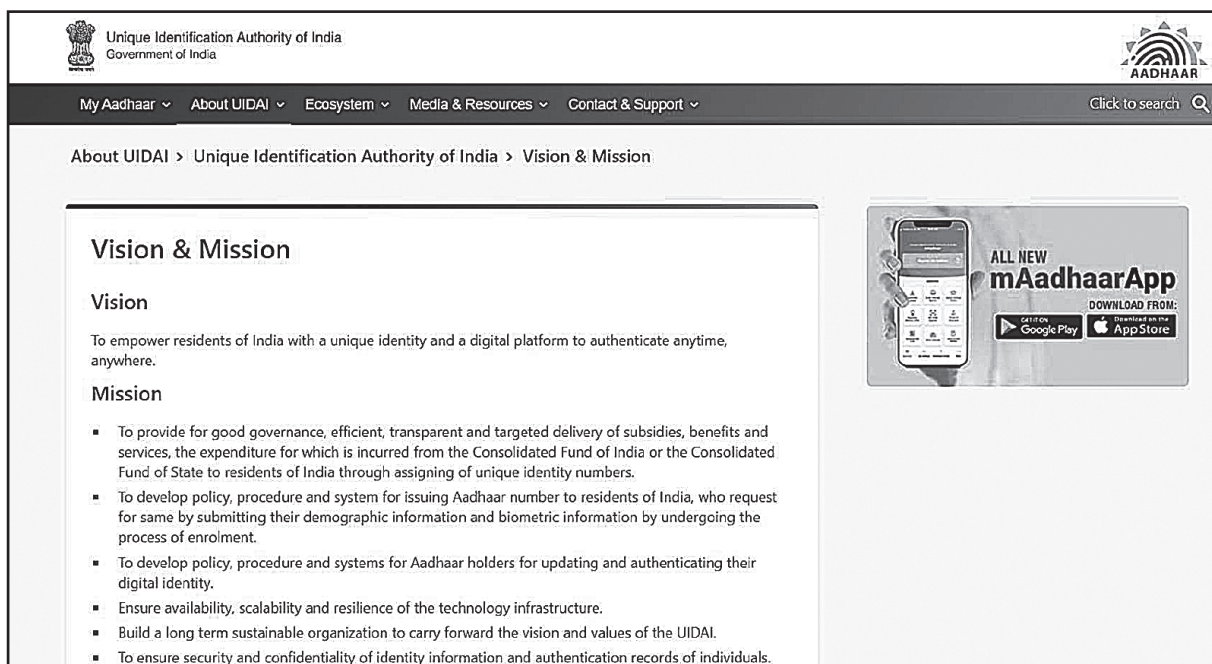 Unique Identification Authority of India
Government of India
AADHAAR
My Aadhaar
About UIDAI
Ecosystem
Media & Resources
Contact & Support
Click to search
About UIDAI > Unique Identification Authority of India > Vision & Mission
Vision & Mission
Vision
To empower residents of India with a unique identity and a digital platform to authenticate anytime,
anywhere.
Mission
▪ To provide for good governance, efficient, transparent and targeted delivery of subsidies, benefits and
services, the expenditure for which is incurred from the Consolidated Fund of India or the Consolidated
Fund of State to residents of India through assigning of unique identity numbers.
▪ To develop policy, procedure and system for issuing Aadhaar number to residents of India, who request
for same by submitting their demographic information and biometric information by undergoing the
process of enrolment.
▪ To develop policy, procedure and systems for Aadhaar holders for updating and authenticating their
digital identity.
▪ Ensure availability, scalability and resilience of the technology infrastructure.
▪ Build a long term sustainable organization to carry forward the vision and values of the UIDAI.
▪ To ensure security and confidentiality of identity information and authentication records of individuals.
ALL NEW
mAadhaarApp
DOWNLOAD FROM:
GET IT ON
Google Play
Download on the
App Store